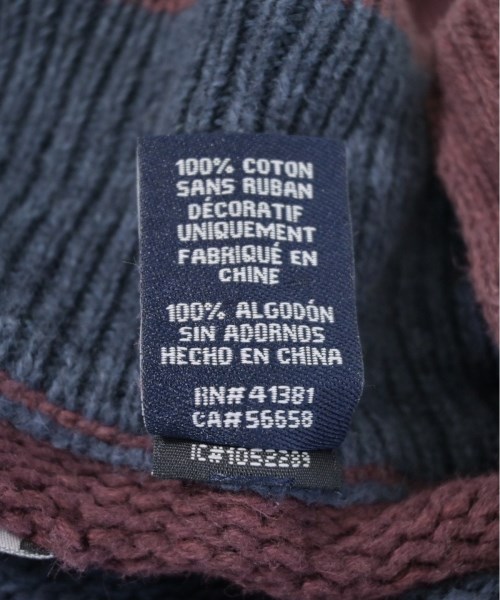 100% COTON
SANS RUBAN
DÉCORATIF
UNIQUEMENT
FABRIQUÉ EN
CHINE
100% ALGODÓN
SIN ADORNOS
HECHO EN CHINA
RN# 41381
CA# 56658
IC#1053289